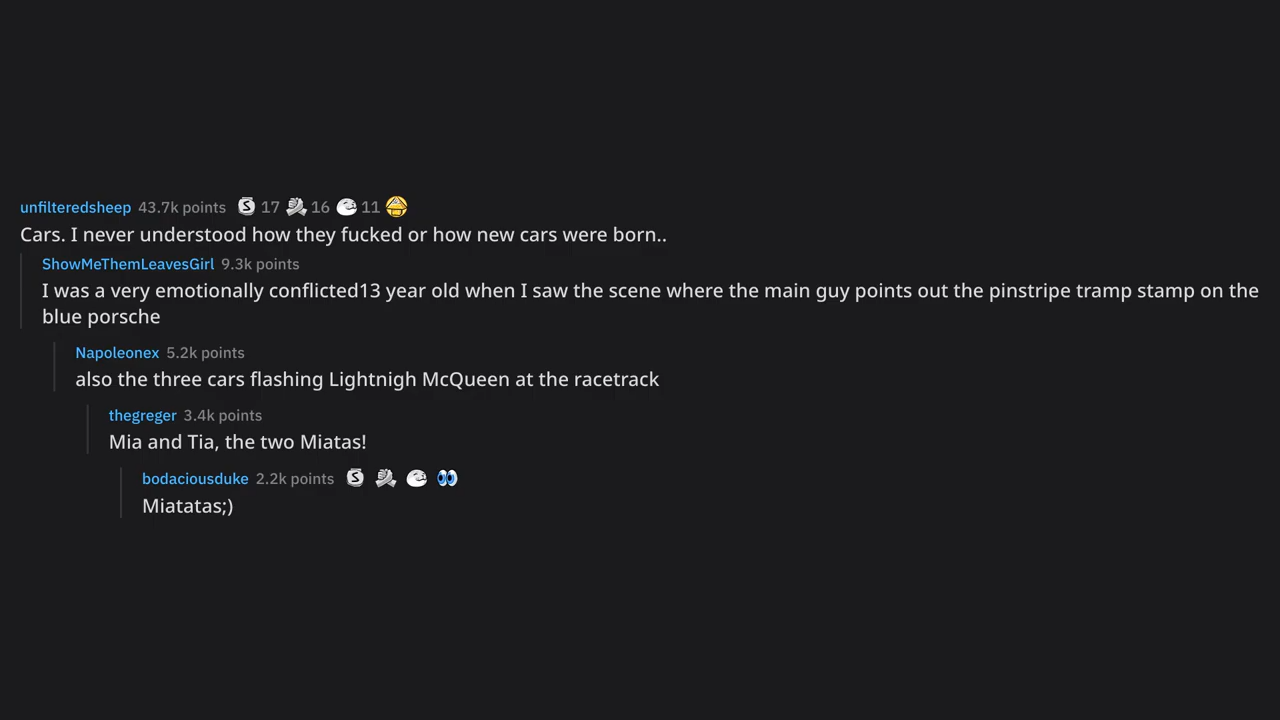 unfilteredsheep 43.7k points 17 16 11
Cars. I never understood how they fucked or how new cars were born..
ShowMeThemLeavesGirl 9.3k points
I was a very emotionally conflicted13 year old when I saw the scene where the main guy points out the pinstripe tramp stamp on the
blue porsche
Napoleonex 5.2k points
also the three cars flashing Lightnigh McQueen at the racetrack
thegreger 3.4k points
Mia and Tia, the two Miatas!
bodaciousduke 2.2k points
Miatatas;)